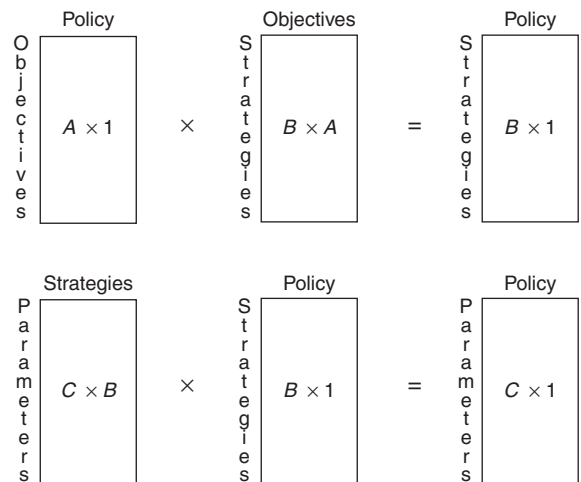 Policy Objectives Policy
Objectives A × 1 × Strategies B × A = Strategies B × 1
Strategies Policy Policy
Parameters C × B × Strategies B × 1 = Parameters C × 1